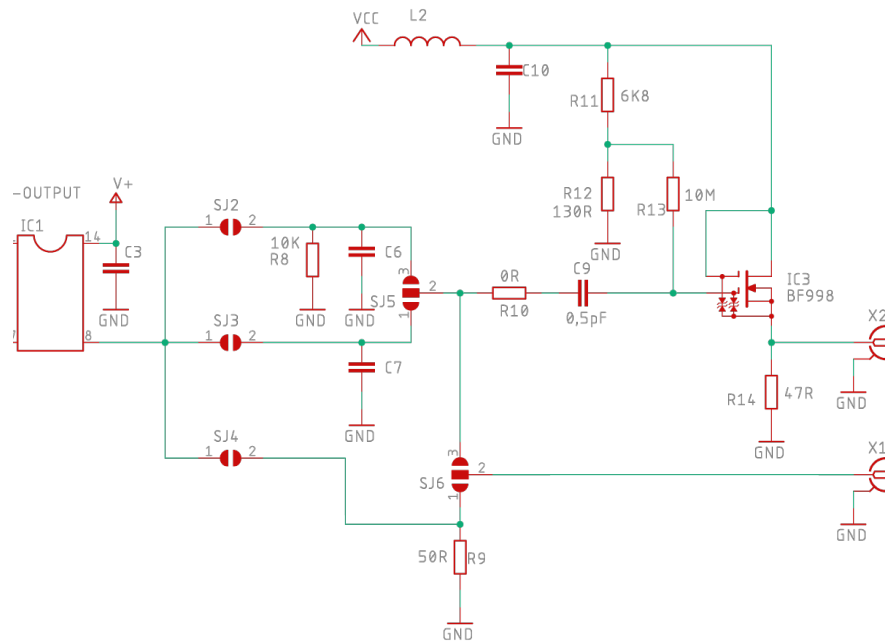 VCC
L2
C10
R11
6K8
GND
-OUTPUT
V+
IC1
14
C3
GND
8
SJ2
1
2
10K
R8
C6
GND
GND
3
SJ5
2
1
SJ3
1
2
C7
GND
SJ4
1
2
R12
130R
GND
R13
10M
0R
R10
C9
0,5pF
IC3
BF998
X2
GND
R14
47R
GND
X1
GND
3
SJ6
2
1
50R
R9
GND